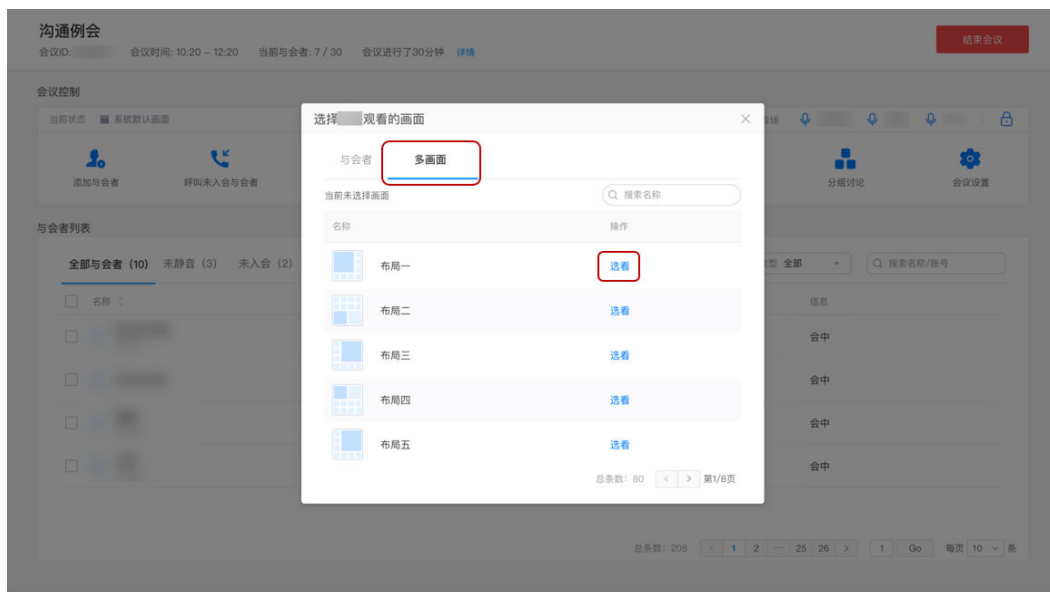 沟通例会
会议ID: 会议时间: 10:20 - 12:20 当前与会者: 7 / 30 会议进行了30分钟 详情
结束会议
会议控制
当前状态 系统默认画面
添加与会者 呼叫未入会与会者 分组讨论 会议设置
选择 观看的画面
与会者 多画面
当前未选择画面 搜索名称
名称 操作
布局一 选看
布局二 选看
布局三 选看
布局四 选看
布局五 选看
总条数: 80 < > 第1/8页
与会者列表
全部与会者 (10) 未静音 (3) 未入会 (2) 全部 搜索名称/账号
名称 信息
会中
会中
会中
会中
总条数: 208 < 1 2 ··· 25 26 > 1 Go 每页 10 条